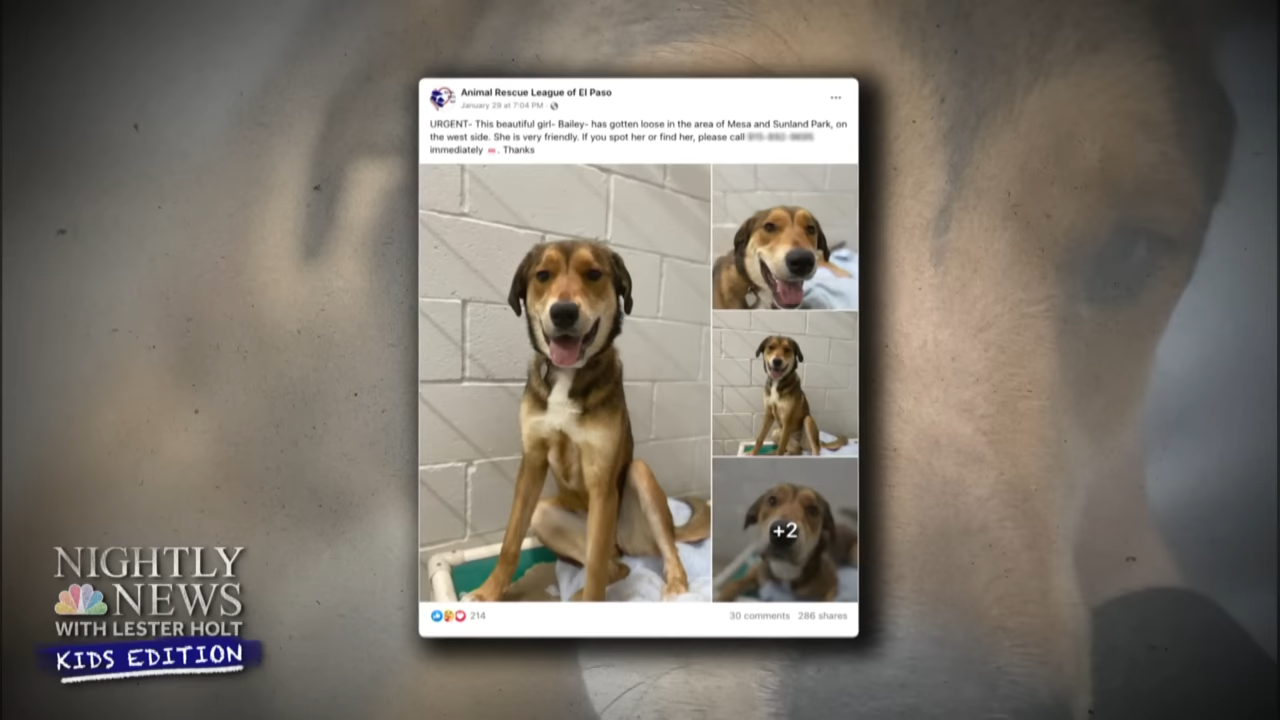 Animal Rescue League of El Paso
January 29 at 7:04 PM ·
URGENT- This beautiful girl- Bailey- has gotten loose in the area of Mesa and Sunland Park, on
the west side. She is very friendly. If you spot her or find her, please call
immediately . Thanks
+2
214
30 comments 286 shares
NIGHTLY
NEWS
WITH LESTER HOLT
KIDS EDITION